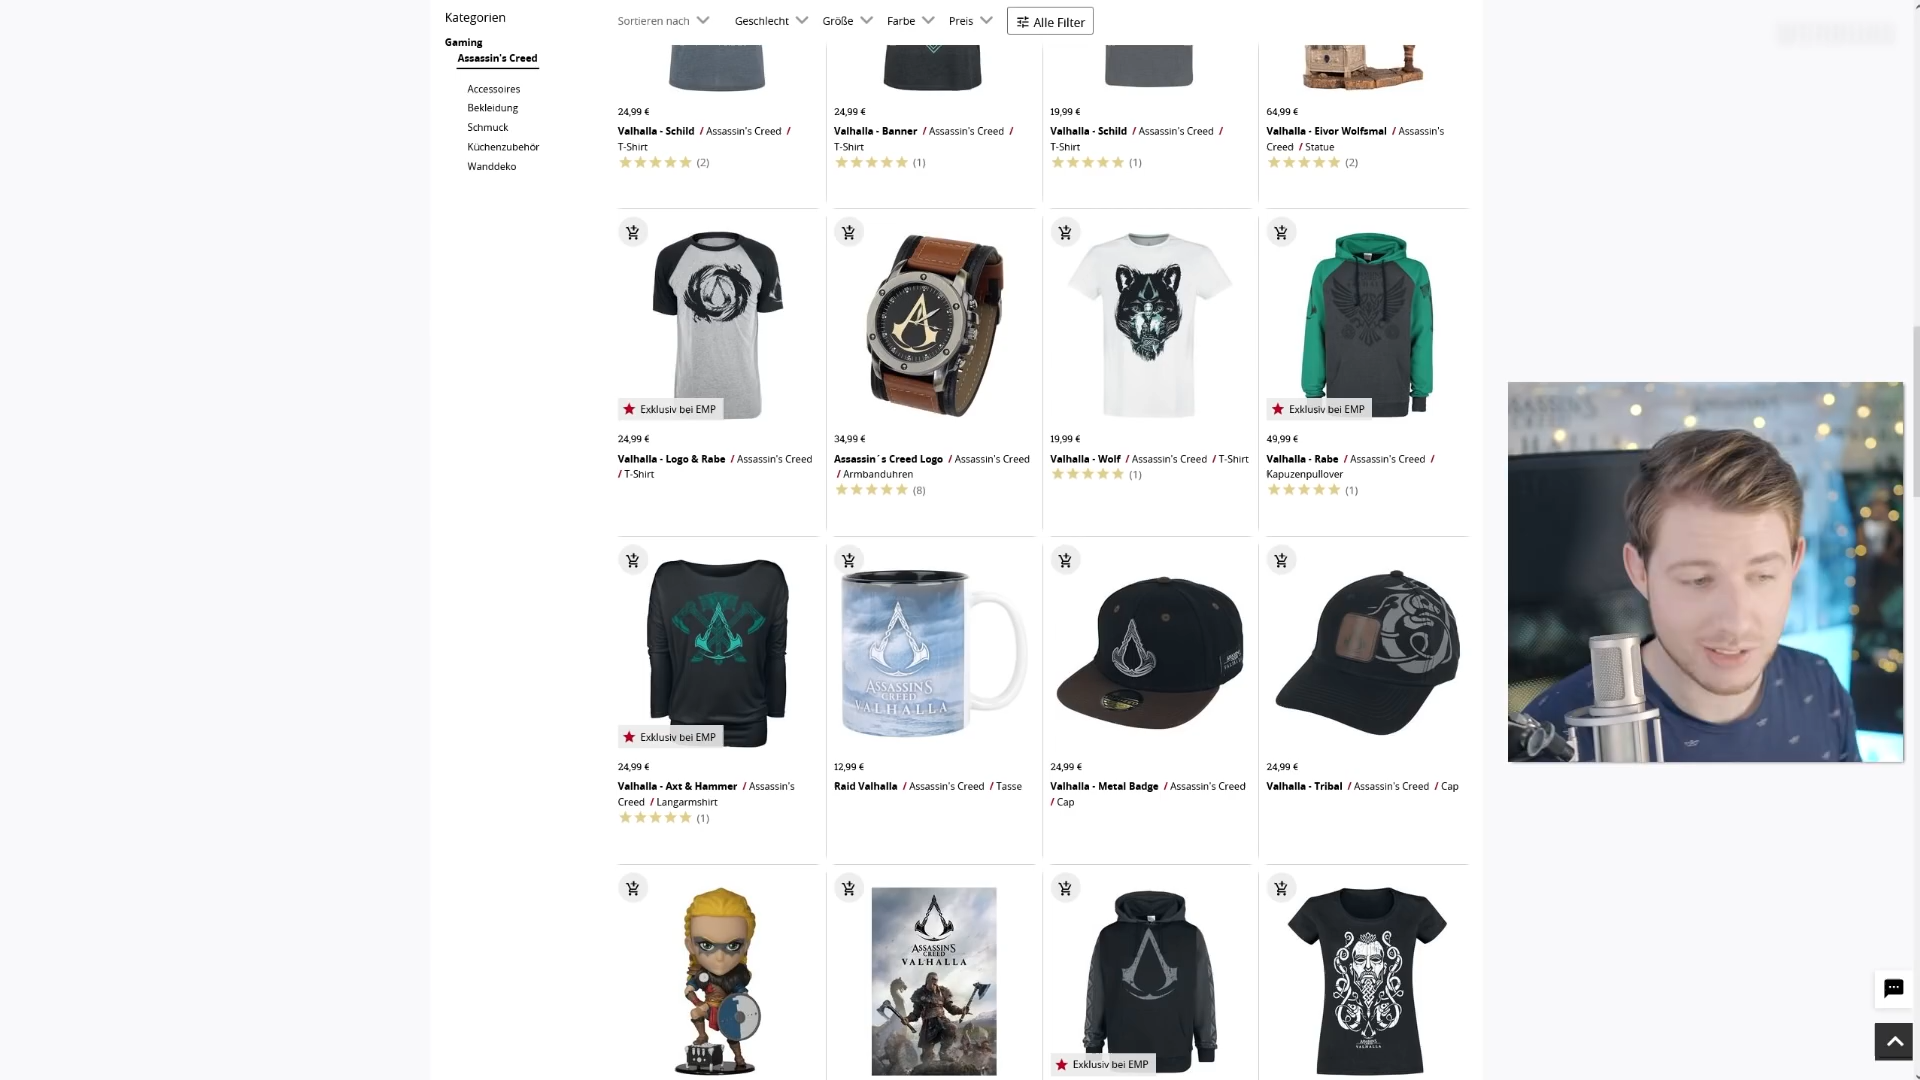 Kategorien
Gaming
Assassin's Creed
Accessoires
Bekleidung
Schmuck
Küchenzubehör
Wanddeko
Sortieren nach
Geschlecht
Größe
Farbe
Preis
Alle Filter
24,99 €
Valhalla - Schild / Assassin's Creed /
T-Shirt
(2)
24,99 €
Valhalla - Banner / Assassin's Creed /
T-Shirt
(1)
19,99 €
Valhalla - Schild / Assassin's Creed /
T-Shirt
(1)
64,99 €
Valhalla - Eivor Wolfsmal / Assassin's
Creed / Statue
(2)
Exklusiv bei EMP
24,99 €
Valhalla - Logo & Rabe / Assassin's Creed
/ T-Shirt
34,99 €
Assassin´s Creed Logo / Assassin's Creed
/ Armbanduhren
(8)
19,99 €
Valhalla - Wolf / Assassin's Creed / T-Shirt
(1)
Exklusiv bei EMP
49,99 €
Valhalla - Rabe / Assassin's Creed /
Kapuzenpullover
(1)
Exklusiv bei EMP
24,99 €
Valhalla - Axt & Hammer / Assassin's
Creed / Langarmshirt
(1)
ASSASSIN'S
CREED
VALHALLA
12,99 €
Raid Valhalla / Assassin's Creed / Tasse
24,99 €
Valhalla - Metal Badge / Assassin's Creed
/ Cap
24,99 €
Valhalla - Tribal / Assassin's Creed / Cap
ASSASSIN'S
CREED
VALHALLA
Exklusiv bei EMP